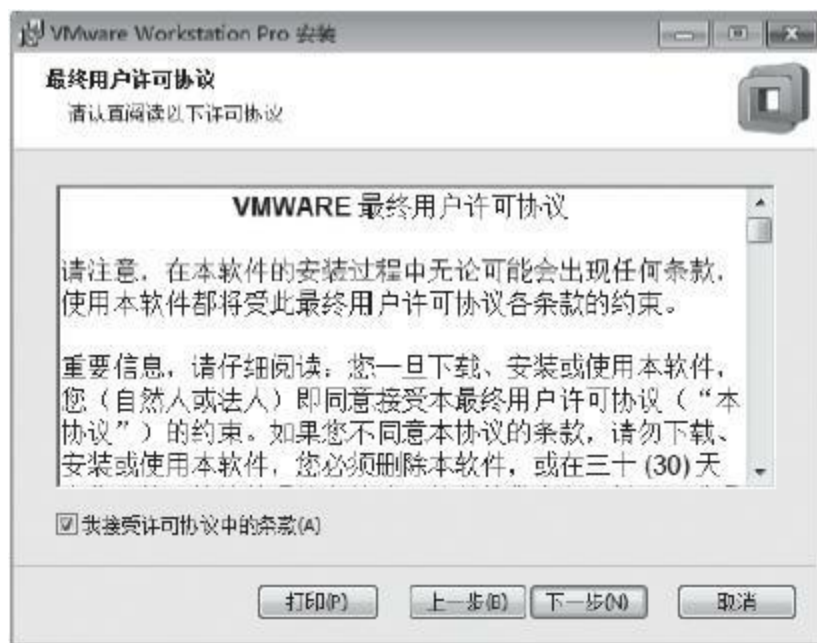 VMware Workstation Pro 安装
最终用户许可协议
请认真阅读以下许可协议
VMWARE 最终用户许可协议
请注意，在本软件的安装过程中无论可能会出现任何条款，
使用本软件都将受此最终用户许可协议各条款的约束。
重要信息，请仔细阅读：您一旦下载、安装或使用本软件，
您（自然人或法人）即同意接受本最终用户许可协议（“本
协议”）的约束。如果您不同意本协议的条款，请勿下载、
安装或使用本软件，您必须删除本软件，或在三十 (30) 天
我接受许可协议中的条款(A)
打印(P)
上一步(B)
下一步(N)
取消